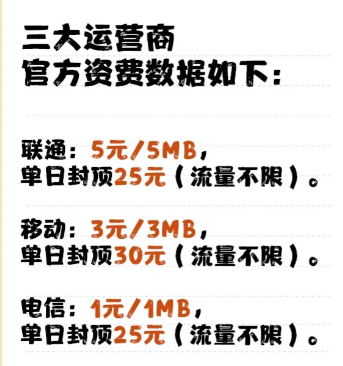 三大运营商
官方资费数据如下：
联通：5元/5MB，
单日封顶25元（流量不限）。
移动：3元/3MB，
单日封顶30元（流量不限）。
电信：1元/1MB，
单日封顶25元（流量不限）。